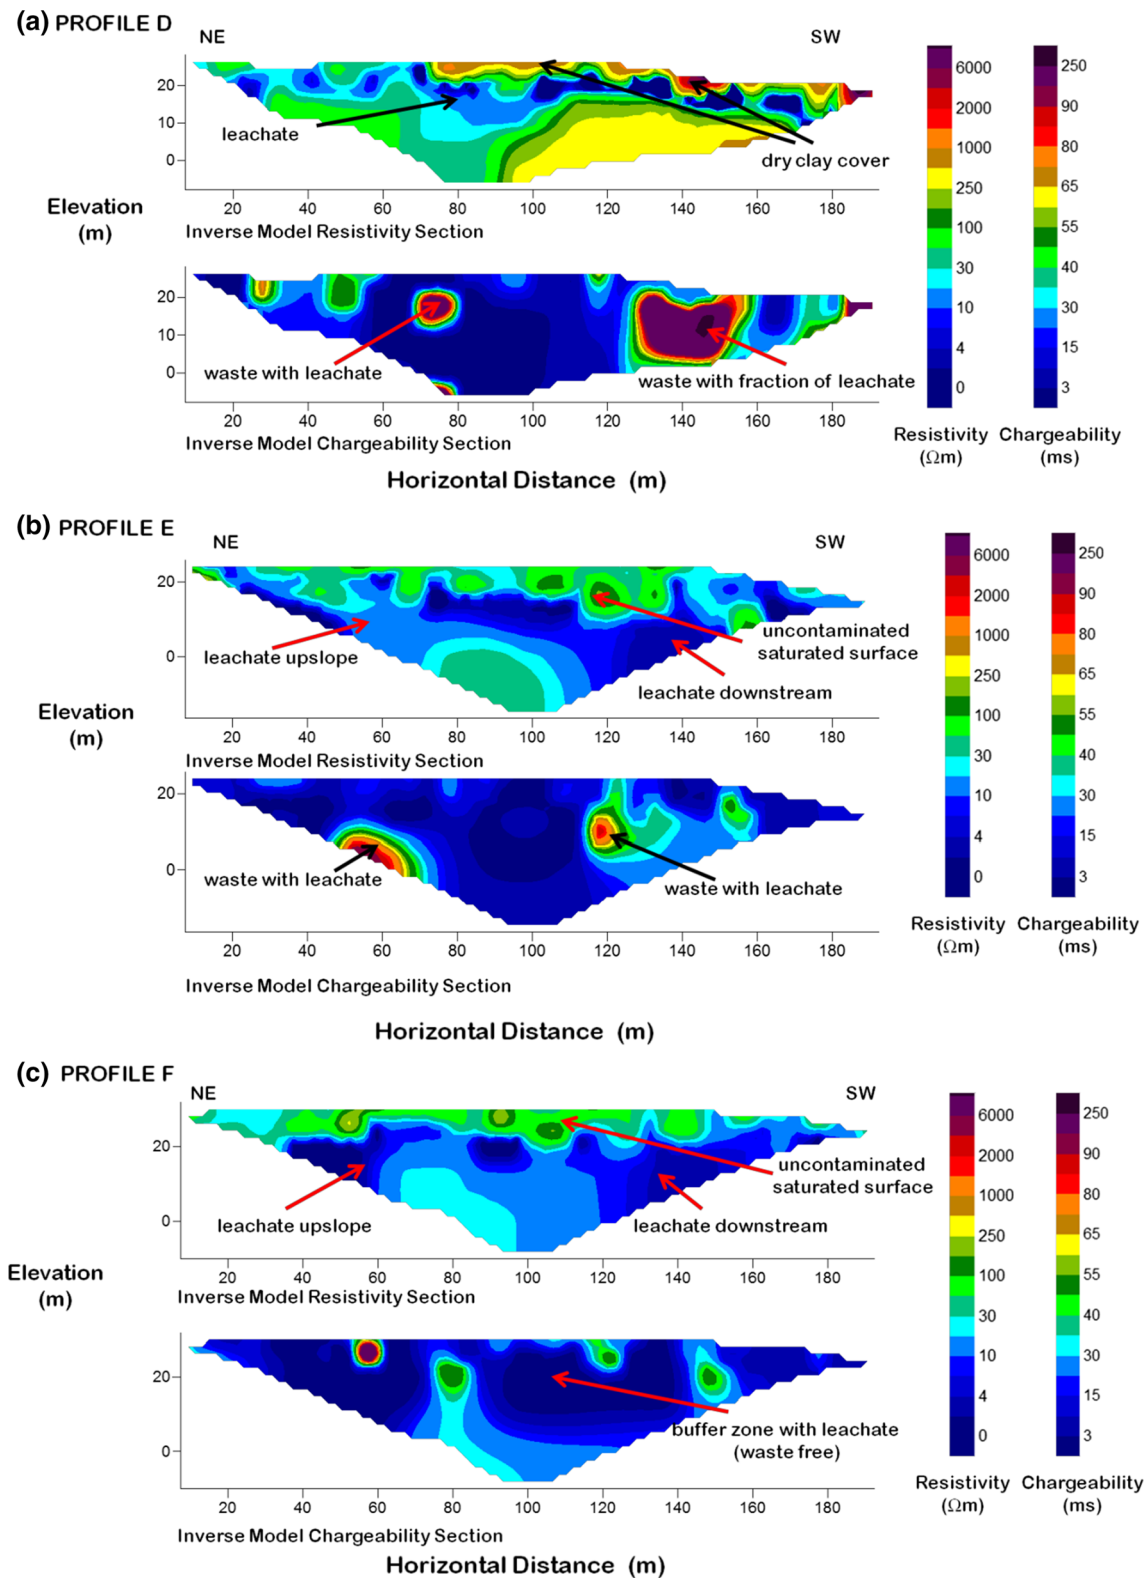 (a) PROFILE D
NE
SW
20
10
0
leachate
dry clay cover
20 40 60 80 100 120 140 160 180
Inverse Model Resistivity Section
Elevation
(m)
20
10
0
waste with leachate
waste with fraction of leachate
20 40 60 80 100 120 140 160 180
Inverse Model Chargeability Section
Horizontal Distance (m)
6000
2000
1000
250
100
30
10
4
0
Resistivity
(Ωm)
250
90
80
65
55
40
30
15
3
Chargeability
(ms)
(b) PROFILE E
NE
SW
20
0
leachate upslope
uncontaminated
saturated surface
leachate downstream
20 40 60 80 100 120 140 160 180
Inverse Model Resistivity Section
Elevation
(m)
20
0
waste with leachate
waste with leachate
20 40 60 80 100 120 140 160 180
Inverse Model Chargeability Section
Horizontal Distance (m)
6000
2000
1000
250
100
30
10
4
0
Resistivity
(Ωm)
250
90
80
65
55
40
30
15
3
Chargeability
(ms)
(c) PROFILE F
NE
SW
20
0
leachate upslope
uncontaminated
saturated surface
leachate downstream
20 40 60 80 100 120 140 160 180
Inverse Model Resistivity Section
Elevation
(m)
20
0
buffer zone with leachate
(waste free)
20 40 60 80 100 120 140 160 180
Inverse Model Chargeability Section
Horizontal Distance (m)
6000
2000
1000
250
100
30
10
4
0
Resistivity
(Ωm)
250
90
80
65
55
40
30
15
3
Chargeability
(ms)